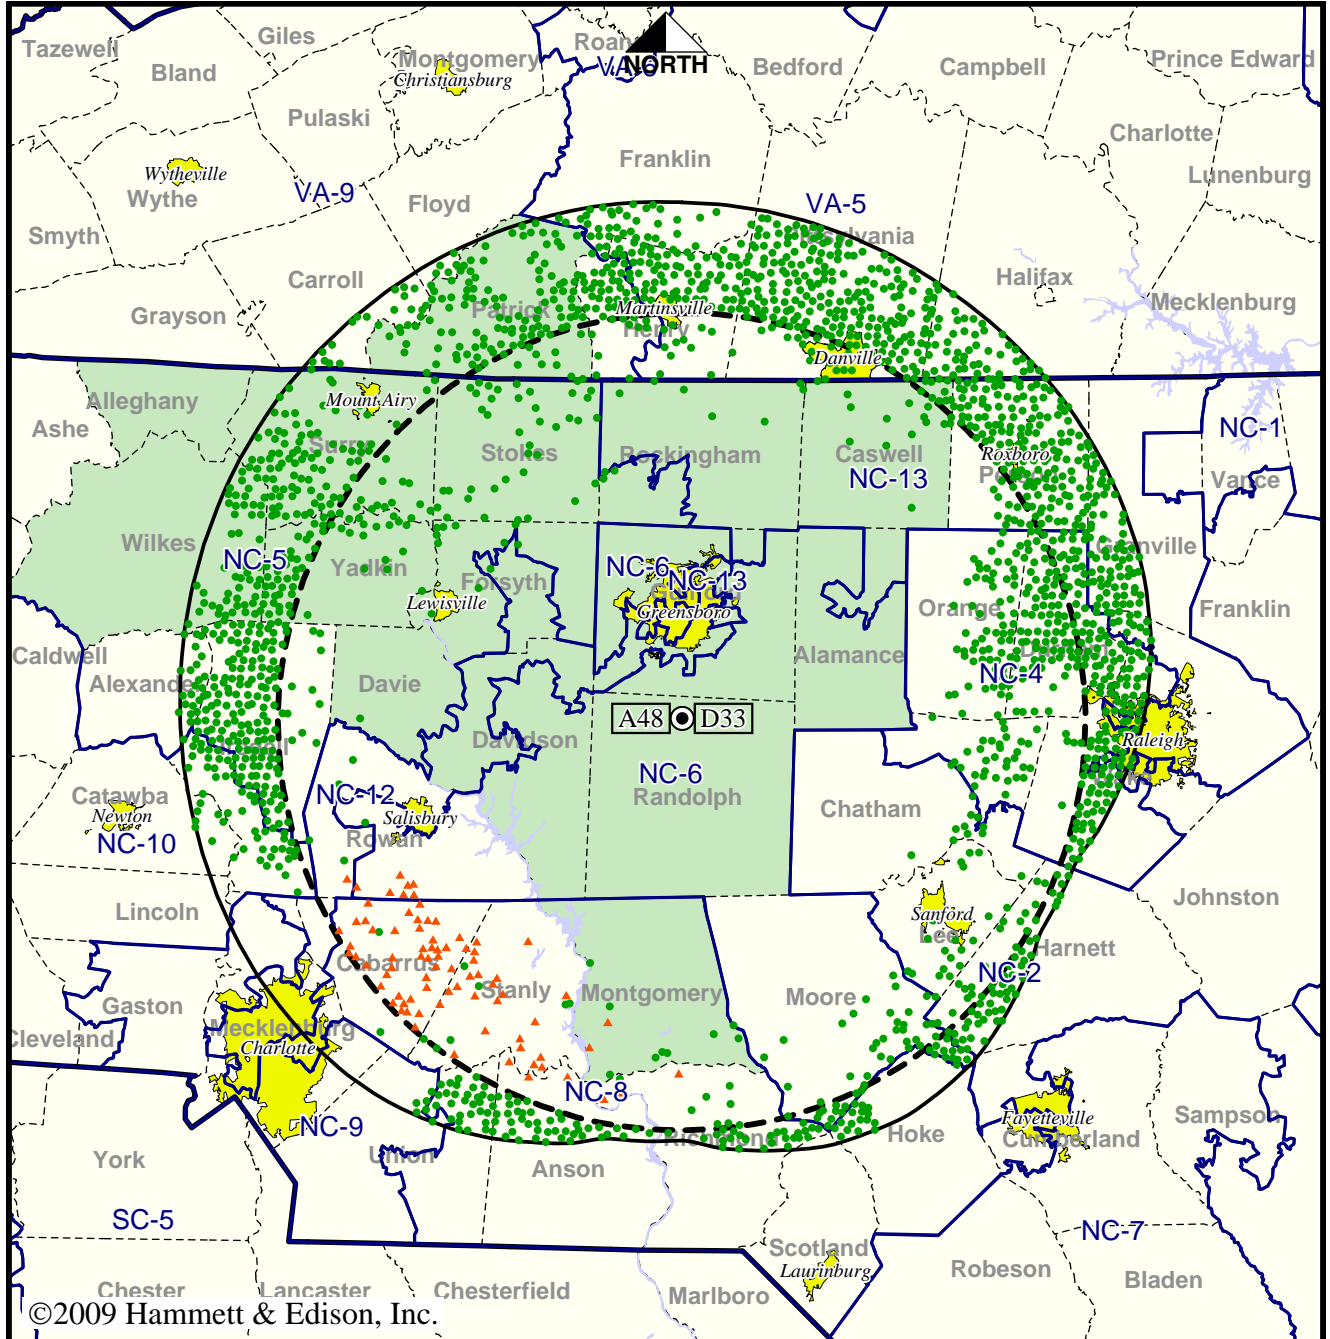 Tazewell
Giles
Montgomery
Christiansburg
NORTH
Bland
Bedford
Campbell
Prince Edward
Pulaski
Charlotte
Wytheville
Wythe
VA-9
Floyd
Franklin
VA-5
Lunenburg
Smyth
Carroll
Halifax
Grayson
Patrick
Martinsville
Henry
Mecklenburg
Danville
Alleghany
Mount Airy
Ashe
Surry
Stokes
Rockingham
Caswell
NC-13
Roxboro
NC-1
Vance
Wilkes
NC-5
Yadkin
Forsyth
NC-6
NC-13
Granville
Lewisville
Greensboro
Orange
Franklin
Caldwell
Alexander
Davie
Alamance
NC-4
A48
D33
Davidson
Raleigh
NC-6
Randolph
Catawba
Newton
NC-10
NC-12
Salisbury
Rowan
Chatham
Lincoln
Sanford
Lee
Johnston
Harnett
Cabarrus
Stanly
Montgomery
Moore
NC-2
Gaston
Cleveland
Mecklenburg
Charlotte
NC-8
NC-9
Fayetteville
Cumberland
Sampson
Hoke
Richmond
York
Union
Anson
SC-5
NC-7
Scotland
Laurinburg
Robeson
Bladen
Chester
Lancaster
Chesterfield
Marlboro
©2009 Hammett & Edison, Inc.